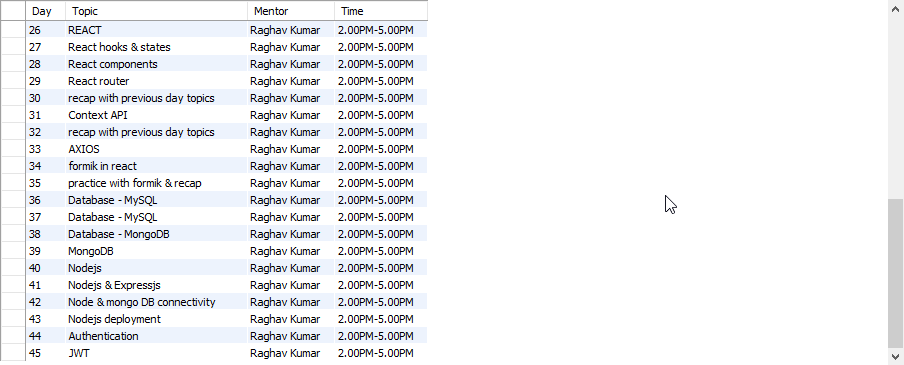 Day Topic Mentor Time
26 REACT Raghav Kumar 2.00PM-5.00PM
27 React hooks & states Raghav Kumar 2.00PM-5.00PM
28 React components Raghav Kumar 2.00PM-5.00PM
29 React router Raghav Kumar 2.00PM-5.00PM
30 recap with previous day topics Raghav Kumar 2.00PM-5.00PM
31 Context API Raghav Kumar 2.00PM-5.00PM
32 recap with previous day topics Raghav Kumar 2.00PM-5.00PM
33 AXIOS Raghav Kumar 2.00PM-5.00PM
34 formik in react Raghav Kumar 2.00PM-5.00PM
35 practice with formik & recap Raghav Kumar 2.00PM-5.00PM
36 Database - MySQL Raghav Kumar 2.00PM-5.00PM
37 Database - MySQL Raghav Kumar 2.00PM-5.00PM
38 Database - MongoDB Raghav Kumar 2.00PM-5.00PM
39 MongoDB Raghav Kumar 2.00PM-5.00PM
40 Nodejs Raghav Kumar 2.00PM-5.00PM
41 Nodejs & Expressjs Raghav Kumar 2.00PM-5.00PM
42 Node & mongo DB connectivity Raghav Kumar 2.00PM-5.00PM
43 Nodejs deployment Raghav Kumar 2.00PM-5.00PM
44 Authentication Raghav Kumar 2.00PM-5.00PM
45 JWT Raghav Kumar 2.00PM-5.00PM